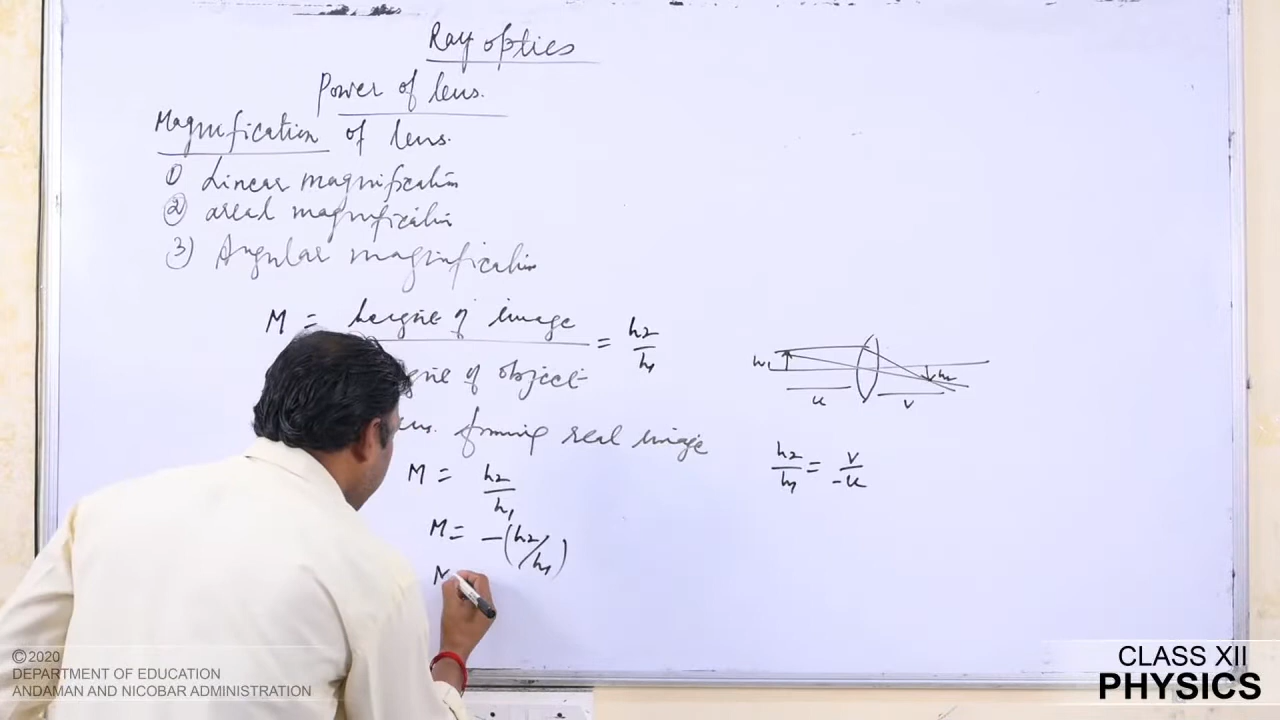 Ray optics
Power of lens.
Magnification of lens.
① Linear magnification
② areal magnification
3) Angular magnification
M = height of image = h2/h1
of object
forming real image
M = h2/h1
M = -(h2/h1)
h1
u
v
h2
h2/h1 = v/-u
©2020
DEPARTMENT OF EDUCATION
ANDAMAN AND NICOBAR ADMINISTRATION
CLASS XII
PHYSICS